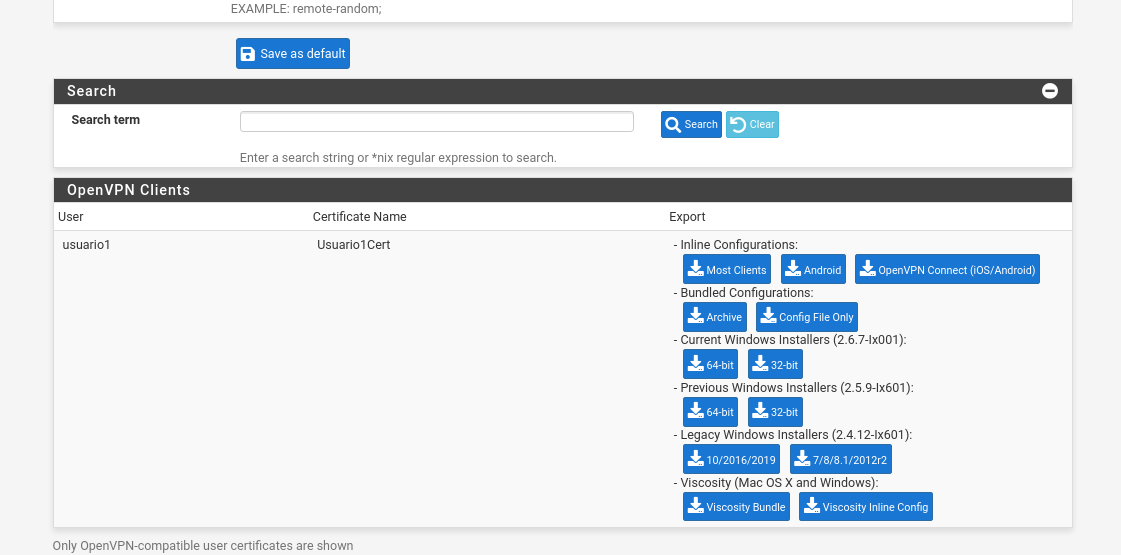 EXAMPLE: remote-random;
Save as default
Search
Search term
Search Clear
Enter a search string or *nix regular expression to search.
OpenVPN Clients
User Certificate Name Export
usuario1 Usuario1Cert - Inline Configurations:
Most Clients Android OpenVPN Connect (iOS/Android)
- Bundled Configurations:
Archive Config File Only
- Current Windows Installers (2.6.7-Ix001):
64-bit 32-bit
- Previous Windows Installers (2.5.9-Ix601):
64-bit 32-bit
- Legacy Windows Installers (2.4.12-Ix601):
10/2016/2019 7/8/8.1/2012r2
- Viscosity (Mac OS X and Windows):
Viscosity Bundle Viscosity Inline Config
Only OpenVPN-compatible user certificates are shown